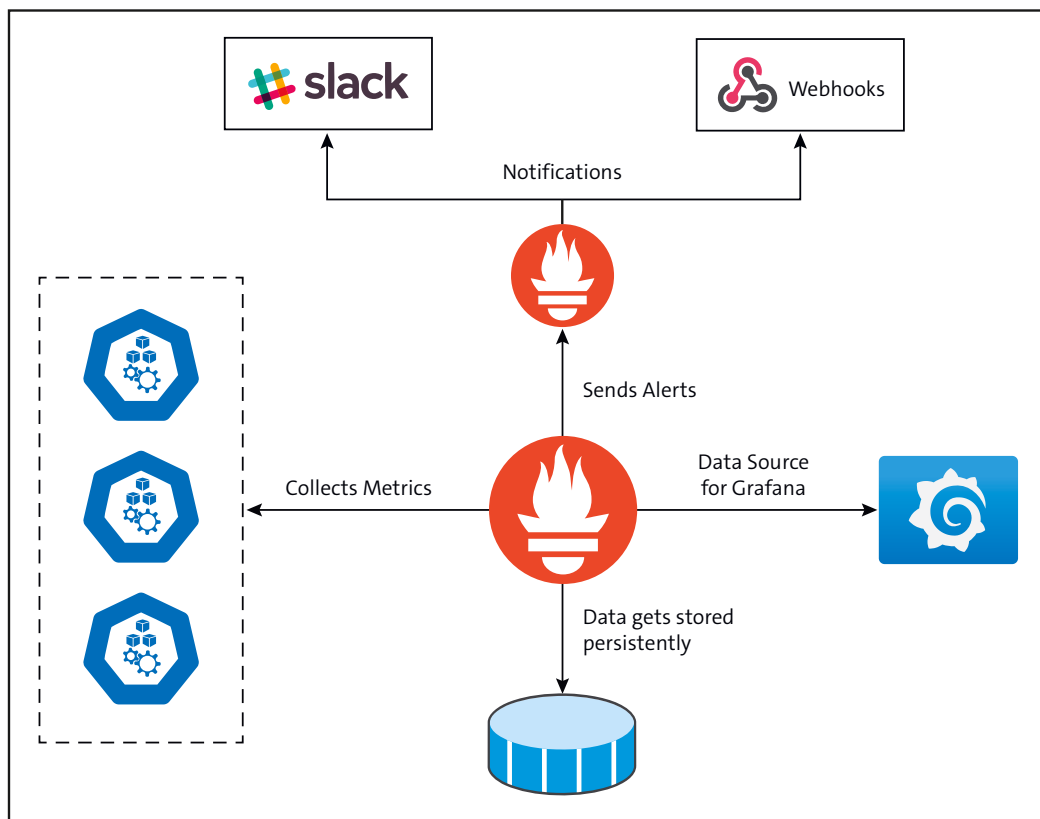 slack
Webhooks
Notifications
Sends Alerts
Collects Metrics
Data Source
for Grafana
Data gets stored
persistently